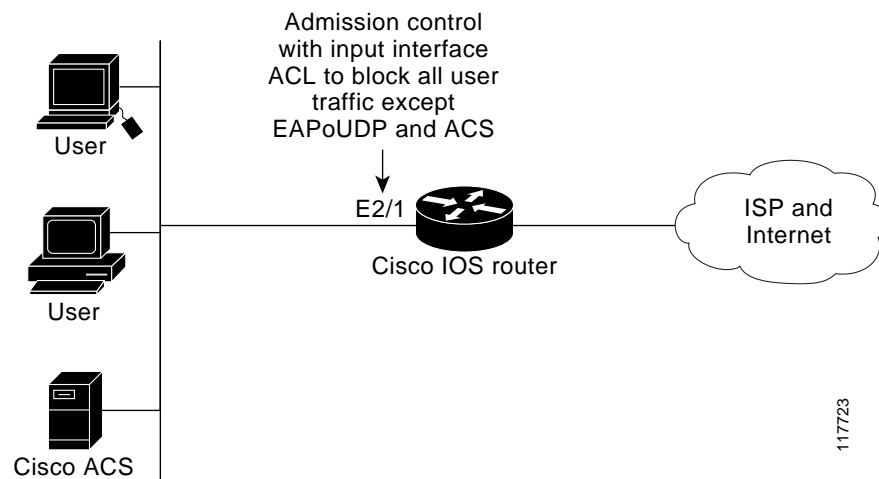 Admission control
with input interface
ACL to block all user
traffic except
EAPoUDP and ACS
User
E2/1
ISP and
Internet
Cisco IOS router
User
Cisco ACS
117723